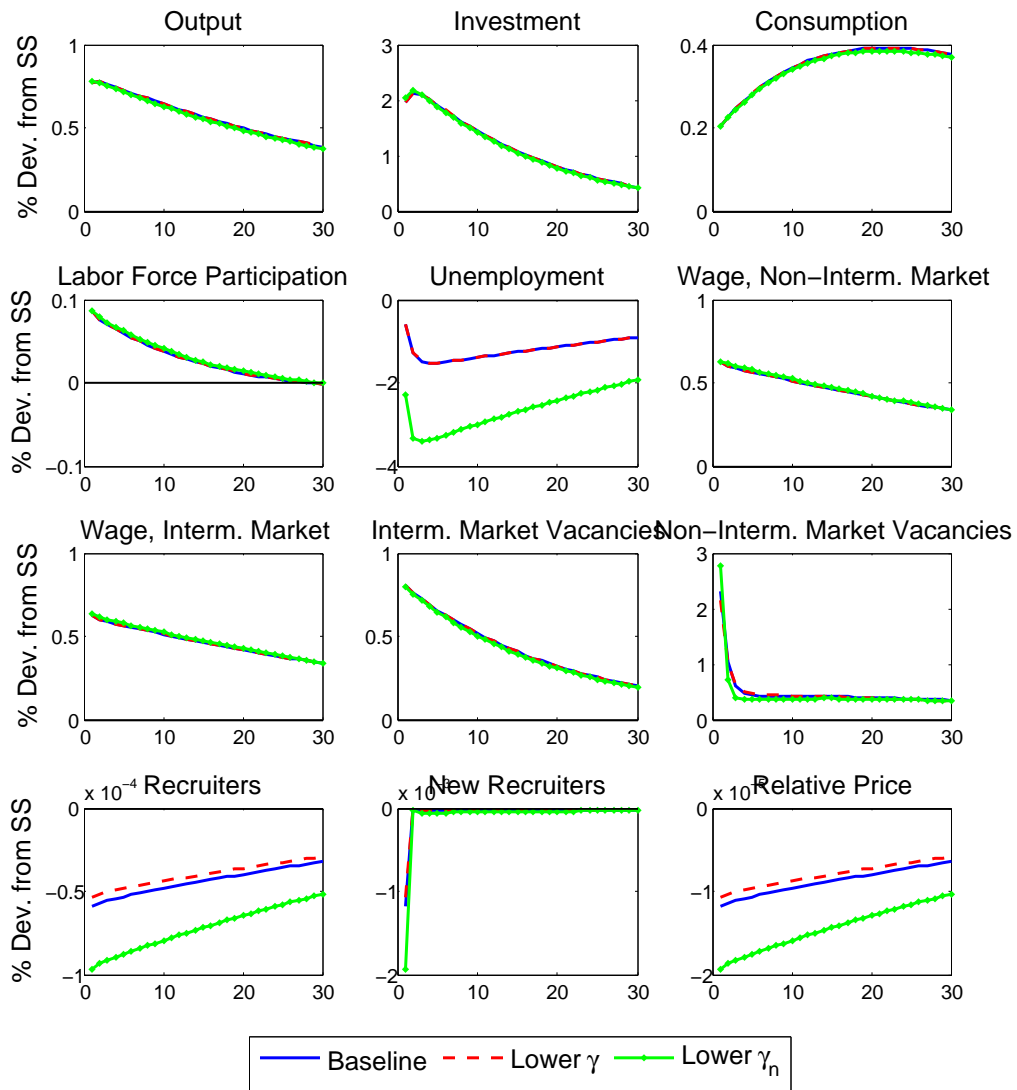 Output
Investment
Consumption
% Dev. from SS
1
0.5
0
0 10 20 30
3
2
1
0
0 10 20 30
0.4
0.2
0
0 10 20 30
Labor Force Participation
Unemployment
Wage, Non−Interm. Market
% Dev. from SS
0.1
0
−0.1
0 10 20 30
0
−2
−4
0 10 20 30
1
0.5
0
0 10 20 30
Wage, Interm. Market
Interm. Market Vacancies
Non−Interm. Market Vacancies
% Dev. from SS
1
0.5
0
0 10 20 30
1
0.5
0
0 10 20 30
3
2
1
0
0 10 20 30
Recruiters
New Recruiters
Relative Price
% Dev. from SS
x 10−4
0
−0.5
−1
0 10 20 30
x 10
0
−1
−2
0 10 20 30
x 10−5
0
−1
−2
0 10 20 30
Baseline
Lower γ
Lower γn